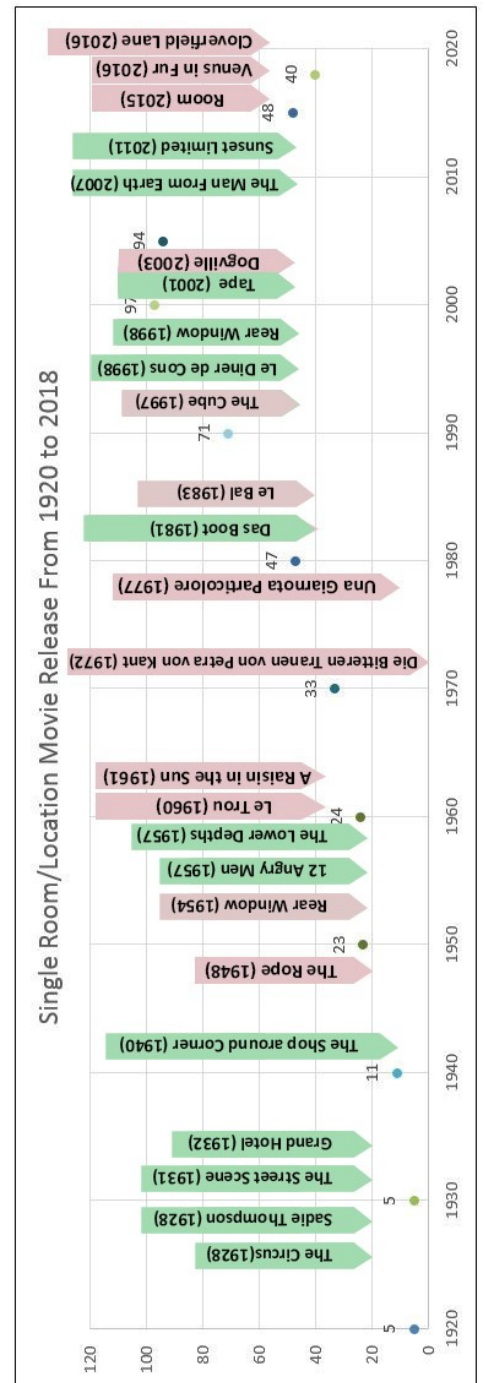 Single Room/Location Movie Release From 1920 to 2018
120
100
80
60
40
20
0
The Circus(1928)
Sadie Thompson (1928)
The Street Scene (1931)
Grand Hotel (1932)
The Shop around Corner (1940)
The Rope (1948)
Rear Window (1954)
12 Angry Men (1957)
The Lower Depths (1957)
Le Trou (1960)
A Raisin in the Sun (1961)
Die Bitteren Tranen von Petra von Kant (1972)
Una Giarnota Particolore (1977)
Das Boot (1981)
Le Bal (1983)
The Cube (1997)
Le Diner de Cons (1998)
Rear Window (1998)
Tape (2001)
Dogville (2003)
The Man From Earth (2007)
Sunset Limited (2011)
Room (2015)
Venus in Fur (2016)
Cloverfield Lane (2016)
5
5
11
23
24
33
47
71
97
94
48
40
1920
1930
1940
1950
1960
1970
1980
1990
2000
2010
2020